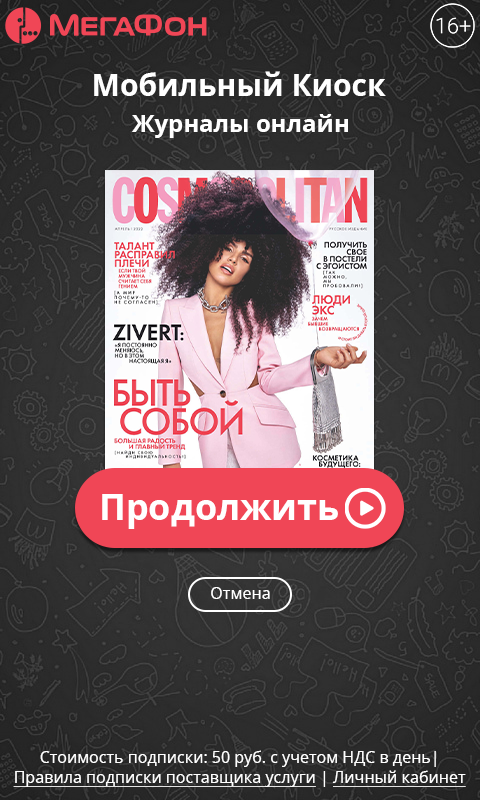 МЕГАФОН
16+
Мобильный Киоск
Журналы онлайн
COSMOPOLITAN
АПРЕЛЬ / 2022
РУССКОЕ ИЗДАНИЕ
ТАЛАНТ
РАСПРАВИЛ
ПЛЕЧИ
ЕСЛИ ТВОЙ
МУЖЧИНА
СЧИТАЕТ СЕБЯ
ГЕНИЕМ
[А МИР
ПОЧЕМУ-ТО
НЕ СОГЛАСЕН]
ПОЛУЧИТЬ
СВОЕ
В ПОСТЕЛИ
С ЭГОИСТОМ
[ТАК
МОЖНО,
МЫ
ПРОБОВАЛИ!]
ЛЮДИ
ЭКС
ЗАЧЕМ
БЫВШИЕ
ВОЗВРАЩАЮТСЯ
ZIVERT:
«Я ПОСТОЯННО
МЕНЯЮСЬ,
НО В ЭТОМ
НАСТОЯЩАЯ Я»
БЫТЬ
СОБОЙ
БОЛЬШАЯ РАДОСТЬ
И ГЛАВНЫЙ ТРЕНД
[НАЙДИ СВОЮ
ИНДИВИДУАЛЬНОСТЬ!]
КОСМЕТИКА
БУДУЩЕГО:
Продолжить
Отмена
Стоимость подписки: 50 руб. с учетом НДС в день|
Правила подписки поставщика услуги | Личный кабинет